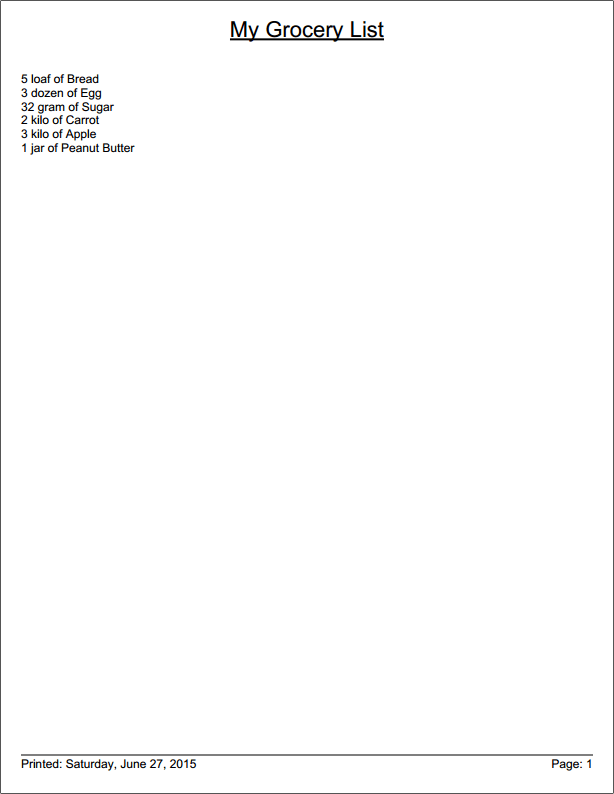 My Grocery List
5 loaf of Bread
3 dozen of Egg
32 gram of Sugar
2 kilo of Carrot
3 kilo of Apple
1 jar of Peanut Butter
Printed: Saturday, June 27, 2015 Page: 1